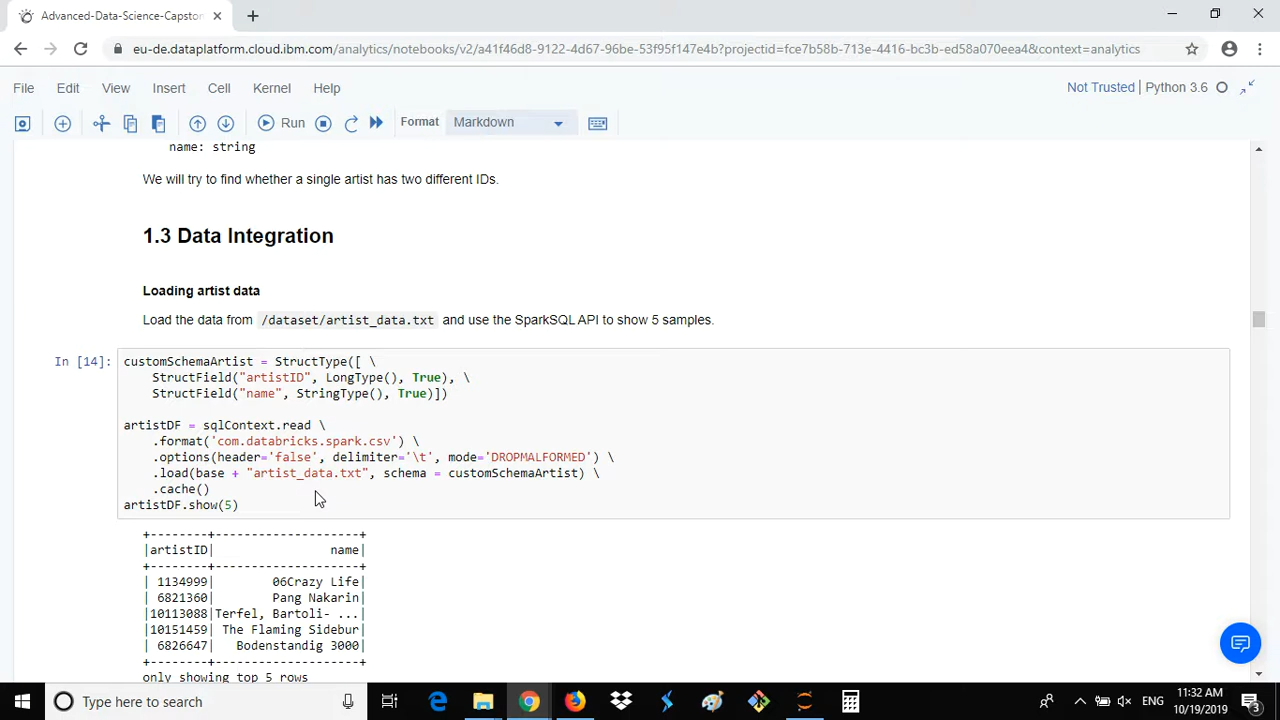 Advanced-Data-Science-Capston
eu-de.dataplatform.cloud.ibm.com/analytics/notebooks/v2/a41f46d8-9122-4d67-96be-53f95f147e4b?projectid=fce7b58b-713e-4416-bc3b-ed58a070eea4&context=analytics
File Edit View Insert Cell Kernel Help Not Trusted | Python 3.6
Run Format Markdown
name: string
We will try to find whether a single artist has two different IDs.
1.3 Data Integration
Loading artist data
Load the data from /dataset/artist_data.txt and use the SparkSQL API to show 5 samples.
In [14]: customSchemaArtist = StructType([ \
StructField("artistID", LongType(), True), \
StructField("name", StringType(), True)])
artistDF = sqlContext.read \
.format('com.databricks.spark.csv') \
.options(header='false', delimiter='\t', mode='DROPMALFORMED') \
.load(base + "artist_data.txt", schema = customSchemaArtist) \
.cache()
artistDF.show(5)
+--------+--------------------+
|artistID|                name|
+--------+--------------------+
| 1134999|        06Crazy Life|
| 6821360|        Pang Nakarin|
|10113088|Terfel, Bartoli- ...|
|10151459| The Flaming Sidebur|
| 6826647|   Bodenstandig 3000|
+--------+--------------------+
only showing top 5 rows
Type here to search
ENG
11:32 AM
10/19/2019
3